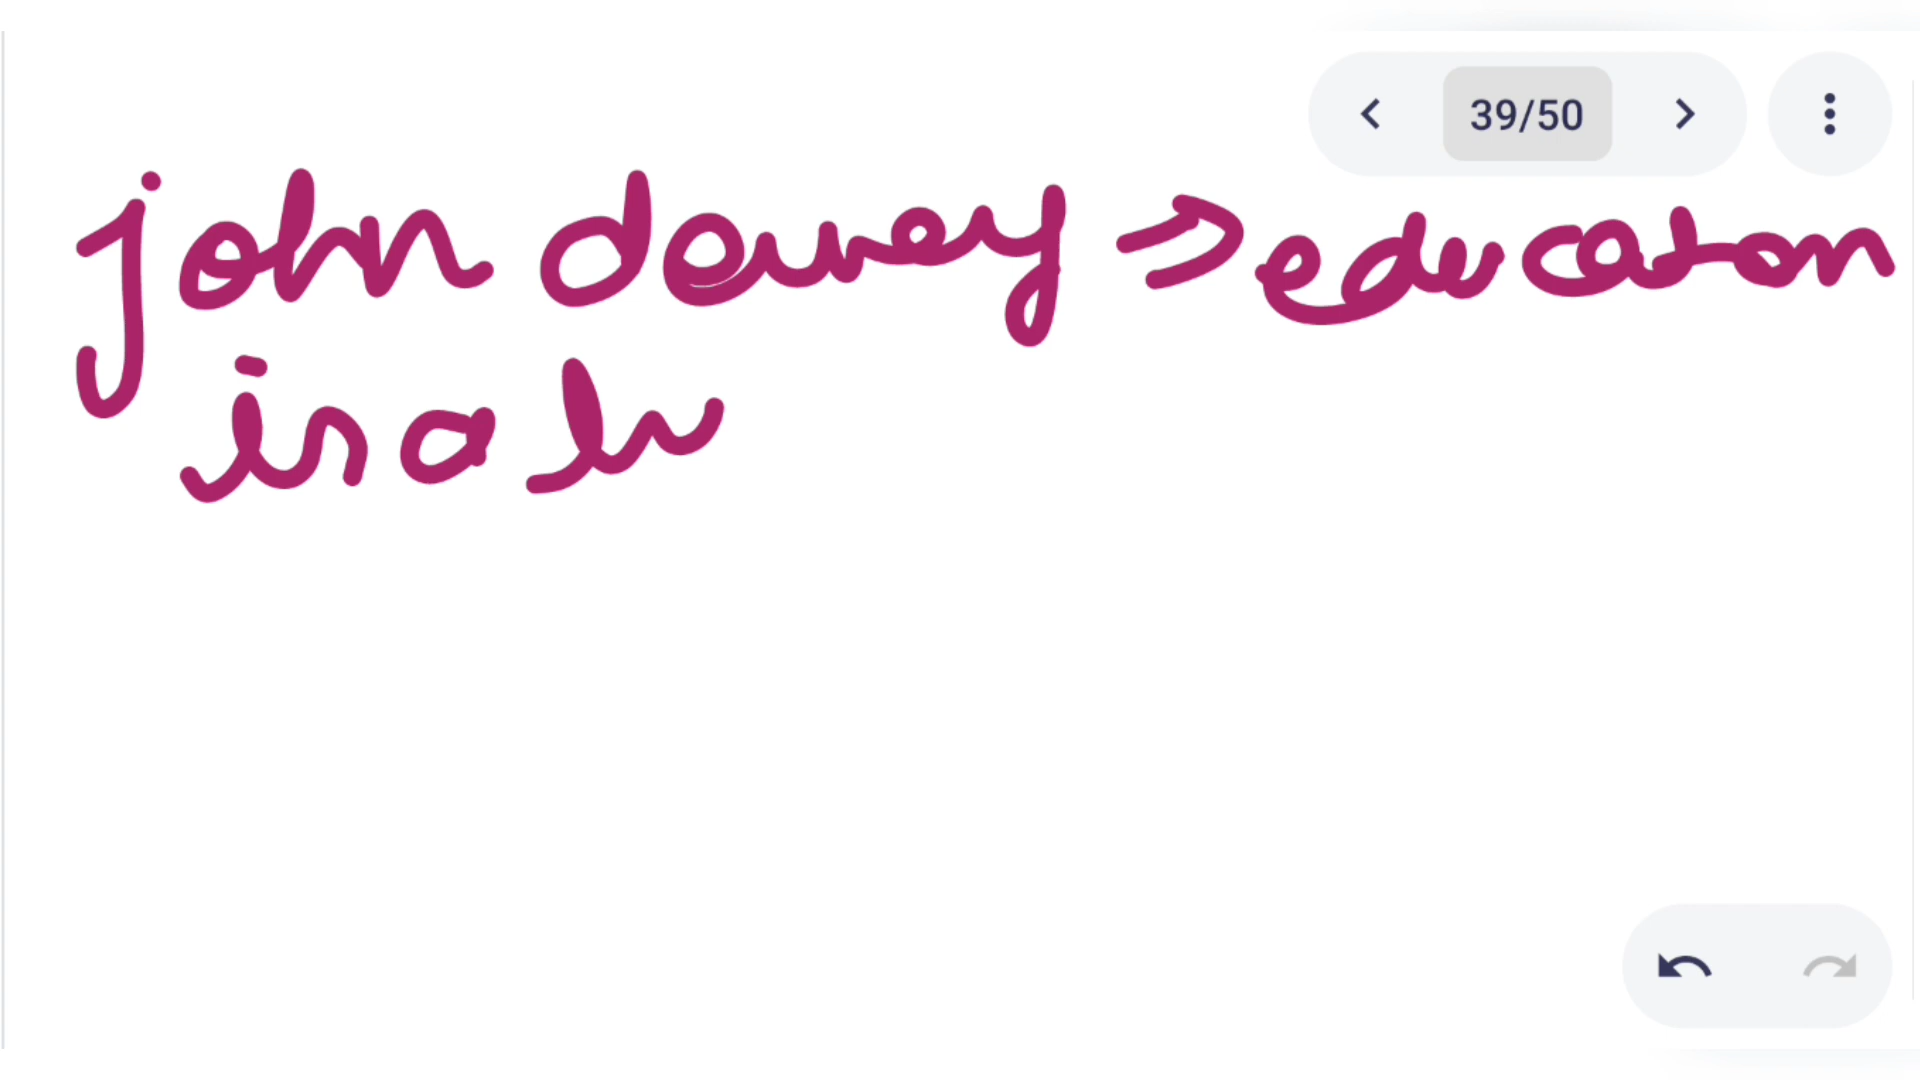 39/50
john dewey → educaton
is a